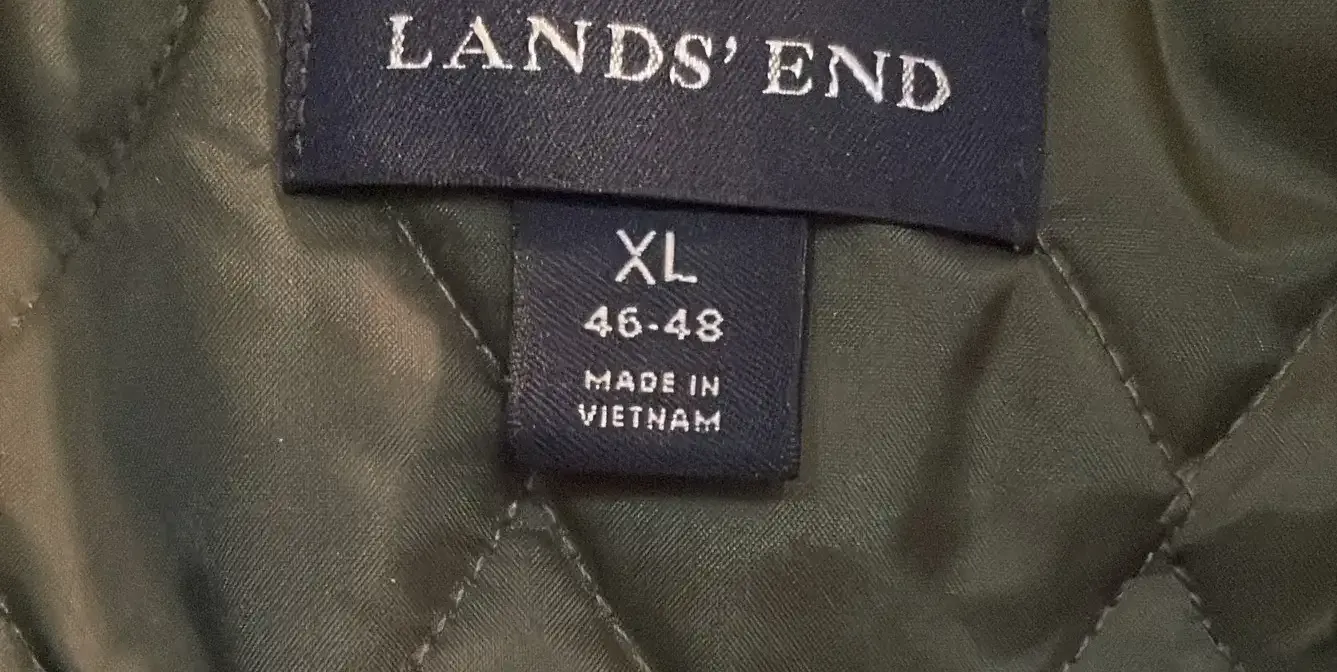 LANDS' END
XL
46-48
MADE IN
VIETNAM